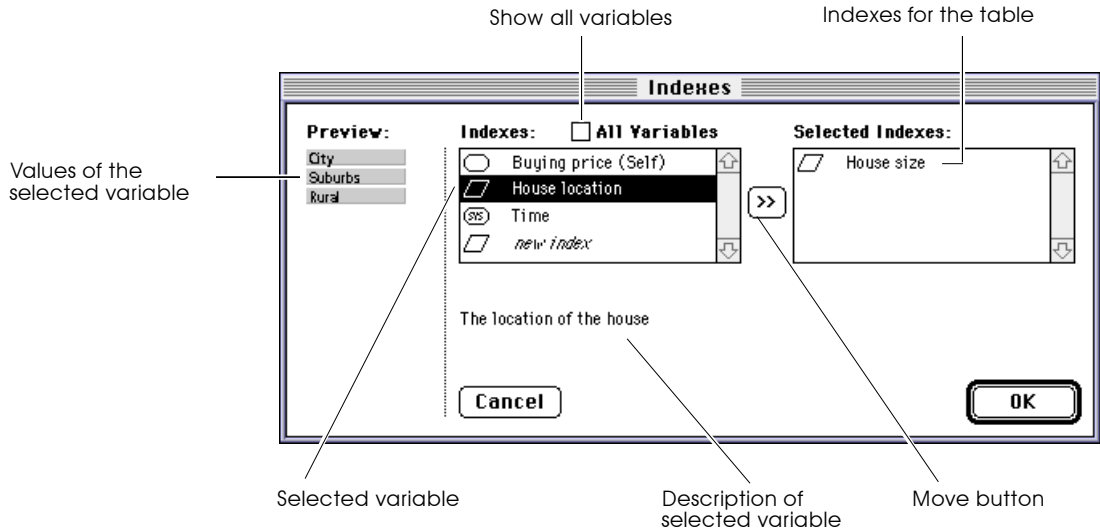 Show all variables
Indexes for the table
Indexes
Preview:
City
Suburbs
Rural
Values of the
selected variable
Indexes:
All Variables
Buying price (Self)
House location
SYS
Time
new index
>>
Selected Indexes:
House size
The location of the house
Cancel
OK
Selected variable
Description of
selected variable
Move button